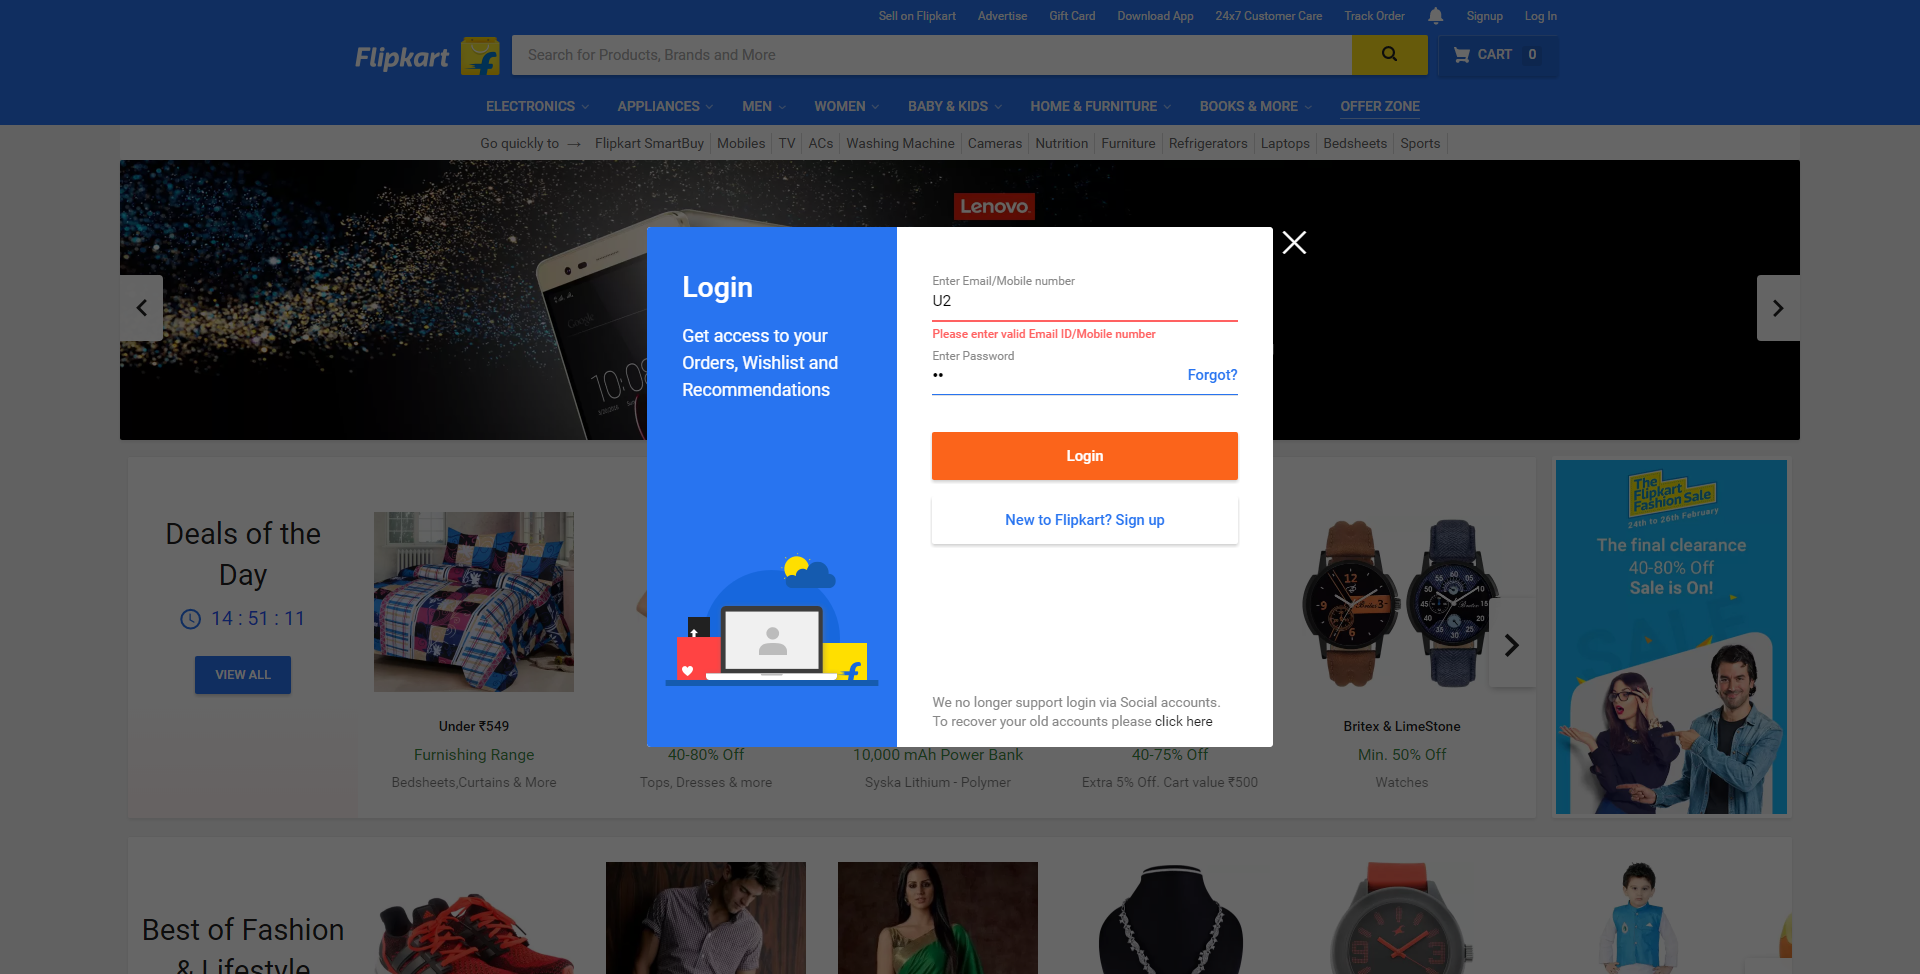 Sell on Flipkart Advertise Gift Card Download App 24x7 Customer Care Track Order Signup Log In
Flipkart Search for Products, Brands and More CART 0
ELECTRONICS APPLIANCES MEN WOMEN BABY & KIDS HOME & FURNITURE BOOKS & MORE OFFER ZONE
Go quickly to → Flipkart SmartBuy Mobiles TV ACs Washing Machine Cameras Nutrition Furniture Refrigerators Laptops Bedsheets Sports
Lenovo
Google
10:0
Login
Get access to your
Orders, Wishlist and
Recommendations
Enter Email/Mobile number
U2
Please enter valid Email ID/Mobile number
Enter Password
•• Forgot?
Login
New to Flipkart? Sign up
We no longer support login via Social accounts.
To recover your old accounts please click here
Deals of the
Day
14 : 51 : 11
VIEW ALL
Under ₹549
Furnishing Range
Bedsheets,Curtains & More
40-80% Off
Tops, Dresses & more
10,000 mAh Power Bank
Syska Lithium - Polymer
40-75% Off
Extra 5% Off. Cart value ₹500
Britex & LimeStone
Min. 50% Off
Watches
The
Flipkart
Fashion Sale
24th to 26th February
The final clearance
40-80% Off
Sale is On!
SALE
Best of Fashion
& Lifestyle